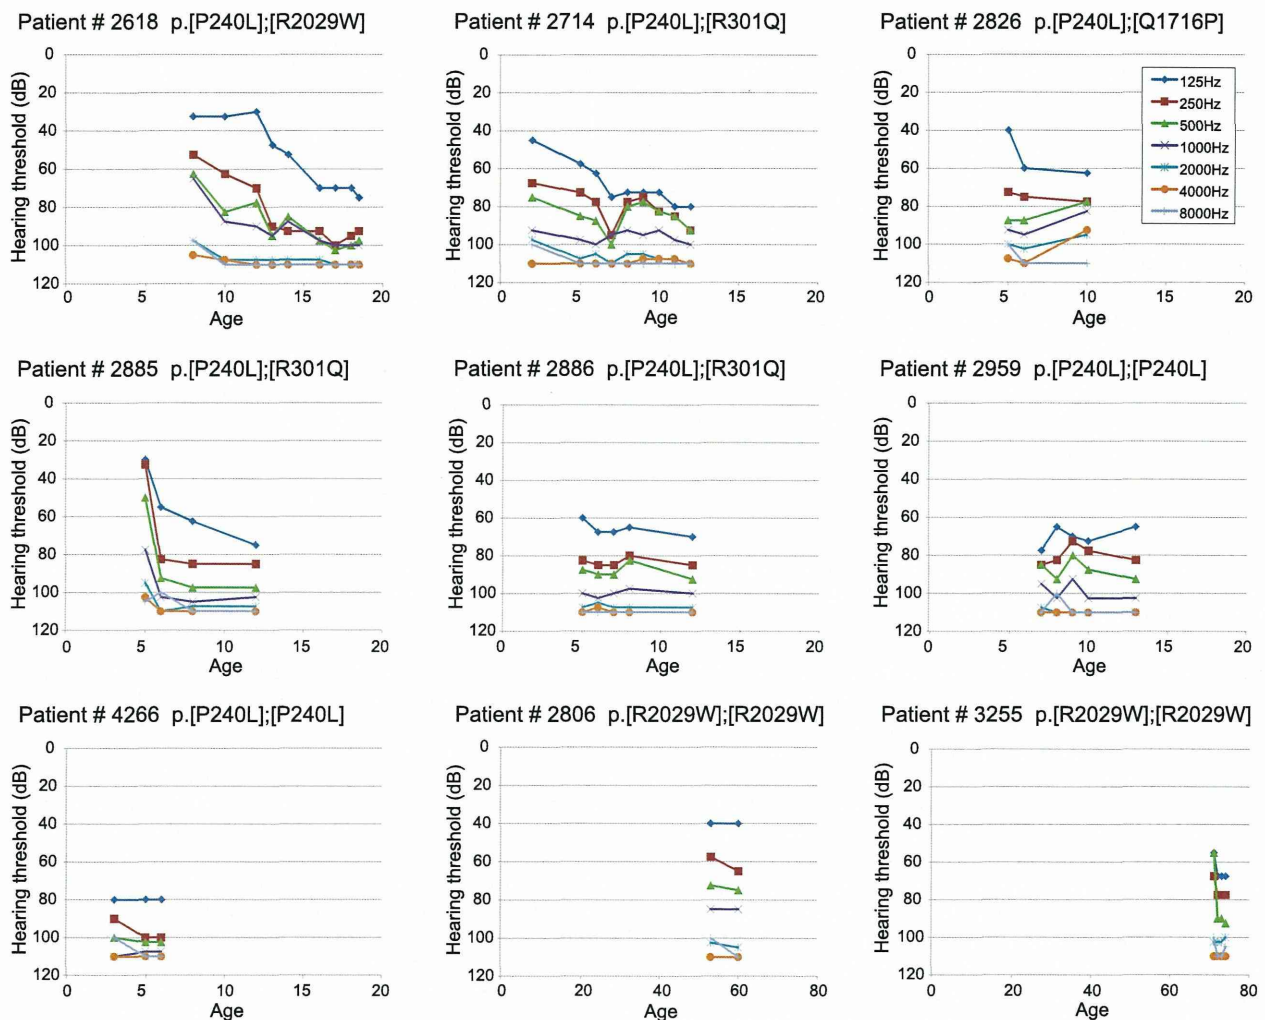 Patient # 2618 p.[P240L];[R2029W]
Hearing threshold (dB)
0
20
40
60
80
100
120
0 5 10 15 20
Age
Patient # 2714 p.[P240L];[R301Q]
Hearing threshold (dB)
0
20
40
60
80
100
120
0 5 10 15 20
Age
Patient # 2826 p.[P240L];[Q1716P]
Hearing threshold (dB)
0
20
40
60
80
100
120
0 5 10 15 20
Age
125Hz
250Hz
500Hz
1000Hz
2000Hz
4000Hz
8000Hz
Patient # 2885 p.[P240L];[R301Q]
Hearing threshold (dB)
0
20
40
60
80
100
120
0 5 10 15 20
Age
Patient # 2886 p.[P240L];[R301Q]
Hearing threshold (dB)
0
20
40
60
80
100
120
0 5 10 15 20
Age
Patient # 2959 p.[P240L];[P240L]
Hearing threshold (dB)
0
20
40
60
80
100
120
0 5 10 15 20
Age
Patient # 4266 p.[P240L];[P240L]
Hearing threshold (dB)
0
20
40
60
80
100
120
0 5 10 15 20
Age
Patient # 2806 p.[R2029W];[R2029W]
Hearing threshold (dB)
0
20
40
60
80
100
120
0 20 40 60 80
Age
Patient # 3255 p.[R2029W];[R2029W]
Hearing threshold (dB)
0
20
40
60
80
100
120
0 20 40 60 80
Age